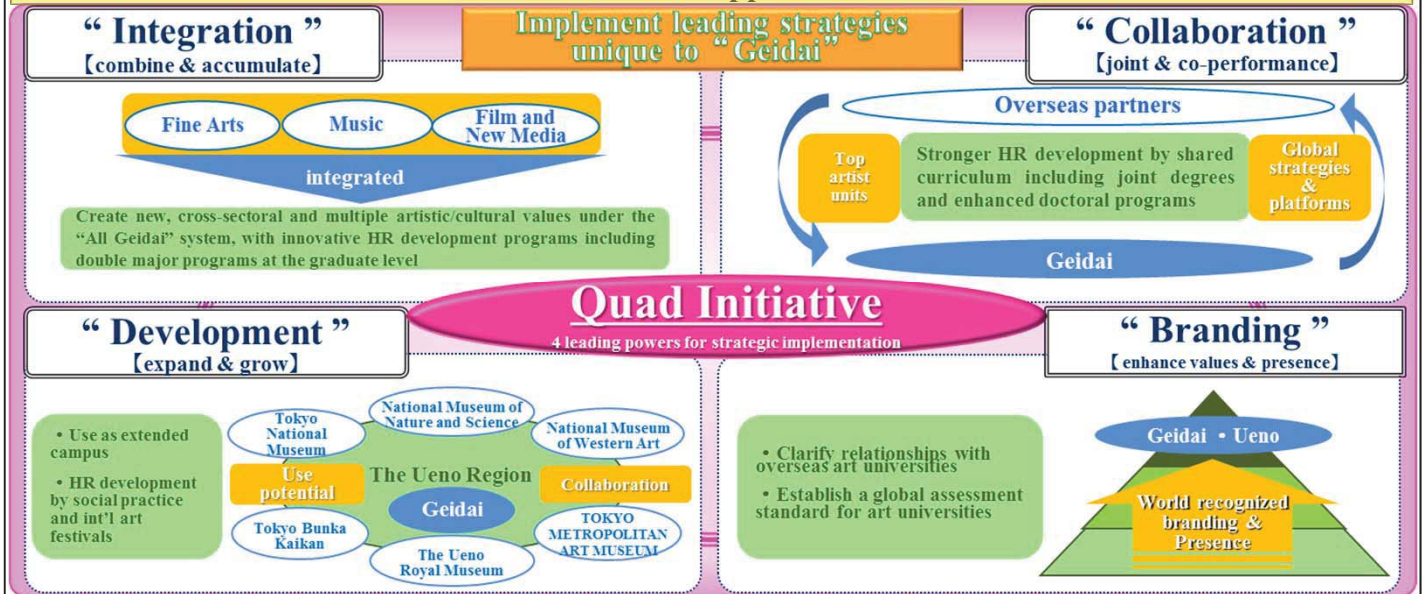 Implement leading strategies
unique to “Geidai”
“ Integration ”
【combine & accumulate】
Fine Arts
Music
Film and
New Media
integrated
Create new, cross-sectoral and multiple artistic/cultural values under the
“All Geidai” system, with innovative HR development programs including
double major programs at the graduate level
“ Collaboration ”
【joint & co-performance】
Overseas partners
Top
artist
units
Stronger HR development by shared
curriculum including joint degrees
and enhanced doctoral programs
Global
strategies
&
platforms
Geidai
Quad Initiative
4 leading powers for strategic implementation
“ Development ”
【expand & grow】
・Use as extended
campus
・HR development
by social practice
and int’l art
festivals
Tokyo
National
Museum
National Museum of
Nature and Science
National Museum
of Western Art
Use
potential
The Ueno Region
Collaboration
Geidai
Tokyo Bunka
Kaikan
The Ueno
Royal Museum
TOKYO
METROPOLITAN
ART MUSEUM
“ Branding ”
【enhance values & presence】
・Clarify relationships with
overseas art universities
・Establish a global assessment
standard for art universities
Geidai・Ueno
World recognized
branding &
Presence